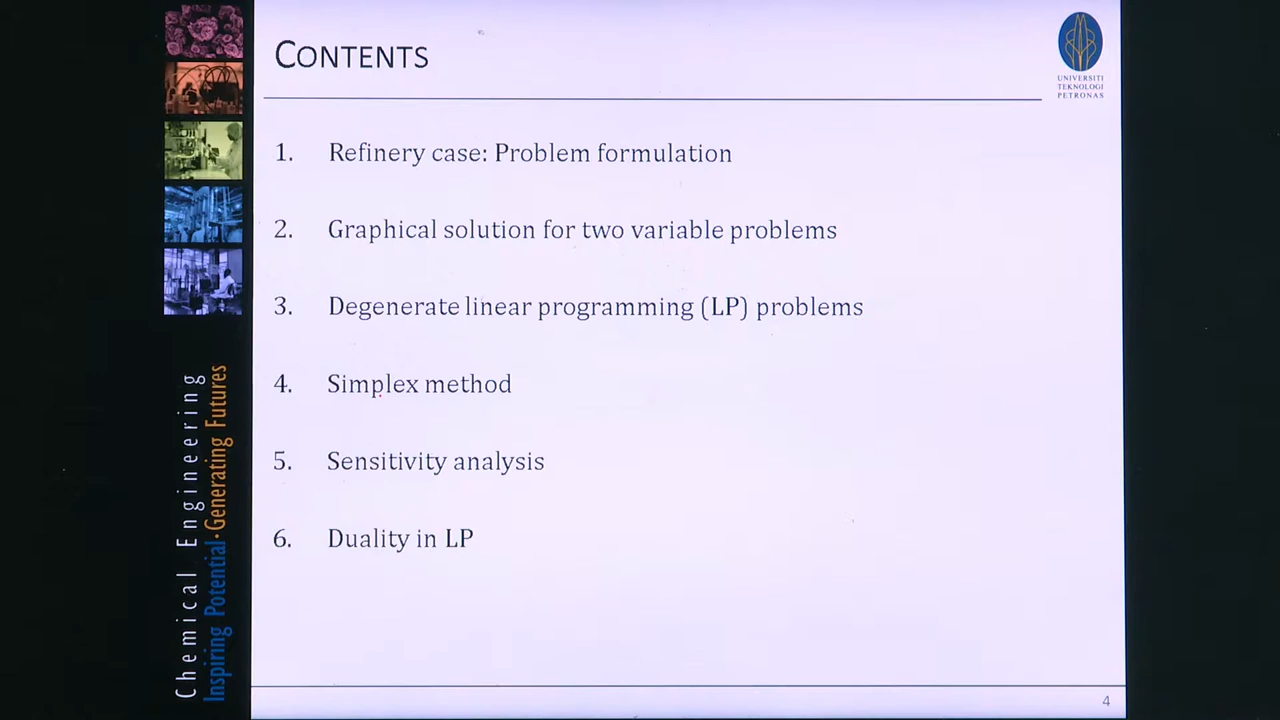 CONTENTS
UNIVERSITI
TEKNOLOGI
PETRONAS
1. Refinery case: Problem formulation
2. Graphical solution for two variable problems
3. Degenerate linear programming (LP) problems
4. Simplex method
5. Sensitivity analysis
6. Duality in LP
Chemical Engineering
Inspiring Potential·Generating Futures
4